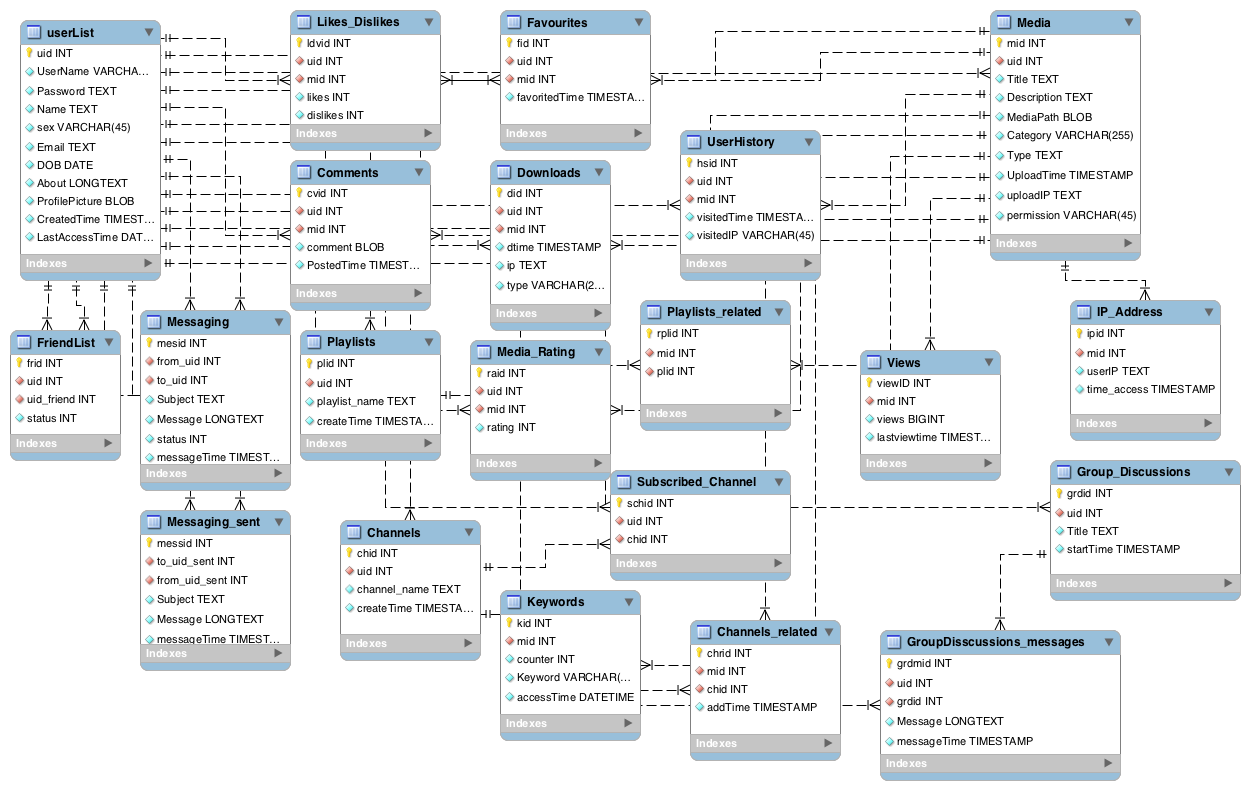 userList
uid INT
UserName VARCHA...
Password TEXT
Name TEXT
sex VARCHAR(45)
Email TEXT
DOB DATE
About LONGTEXT
ProfilePicture BLOB
CreatedTime TIMEST...
LastAccessTime DAT...
Indexes
Likes_Dislikes
ldvid INT
uid INT
mid INT
likes INT
dislikes INT
Indexes
Favourites
fid INT
uid INT
mid INT
favoritedTime TIMESTA...
Indexes
Media
mid INT
uid INT
Title TEXT
Description TEXT
MediaPath BLOB
Category VARCHAR(255)
Type TEXT
UploadTime TIMESTAMP
uploadIP TEXT
permission VARCHAR(45)
Indexes
UserHistory
hsid INT
uid INT
mid INT
visitedTime TIMESTA...
visitedIP VARCHAR(45)
Indexes
Comments
cvid INT
uid INT
mid INT
comment BLOB
PostedTime TIMEST...
Indexes
Downloads
did INT
uid INT
mid INT
dtime TIMESTAMP
ip TEXT
type VARCHAR(2...
Indexes
FriendList
frid INT
uid INT
uid_friend INT
status INT
Indexes
Messaging
mesid INT
from_uid INT
to_uid INT
Subject TEXT
Message LONGTEXT
status INT
messageTime TIMEST...
Indexes
Playlists
plid INT
uid INT
playlist_name TEXT
createTime TIMESTA...
Indexes
Media_Rating
raid INT
uid INT
mid INT
rating INT
Indexes
Playlists_related
rplid INT
mid INT
plid INT
Indexes
Views
viewID INT
mid INT
views BIGINT
lastviewtime TIMEST...
Indexes
IP_Address
ipid INT
mid INT
userIP TEXT
time_access TIMESTAMP
Indexes
Messaging_sent
messid INT
to_uid_sent INT
from_uid_sent INT
Subject TEXT
Message LONGTEXT
messageTime TIMEST...
Indexes
Channels
chid INT
uid INT
channel_name TEXT
createTime TIMESTA...
Indexes
Subscribed_Channel
schid INT
uid INT
chid INT
Indexes
Group_Discussions
grdid INT
uid INT
Title TEXT
startTime TIMESTAMP
Indexes
Keywords
kid INT
mid INT
counter INT
Keyword VARCHAR(...
accessTime DATETIME
Indexes
Channels_related
chrid INT
mid INT
chid INT
addTime TIMESTAMP
Indexes
GroupDisscussions_messages
grdmid INT
uid INT
grdid INT
Message LONGTEXT
messageTime TIMESTAMP
Indexes